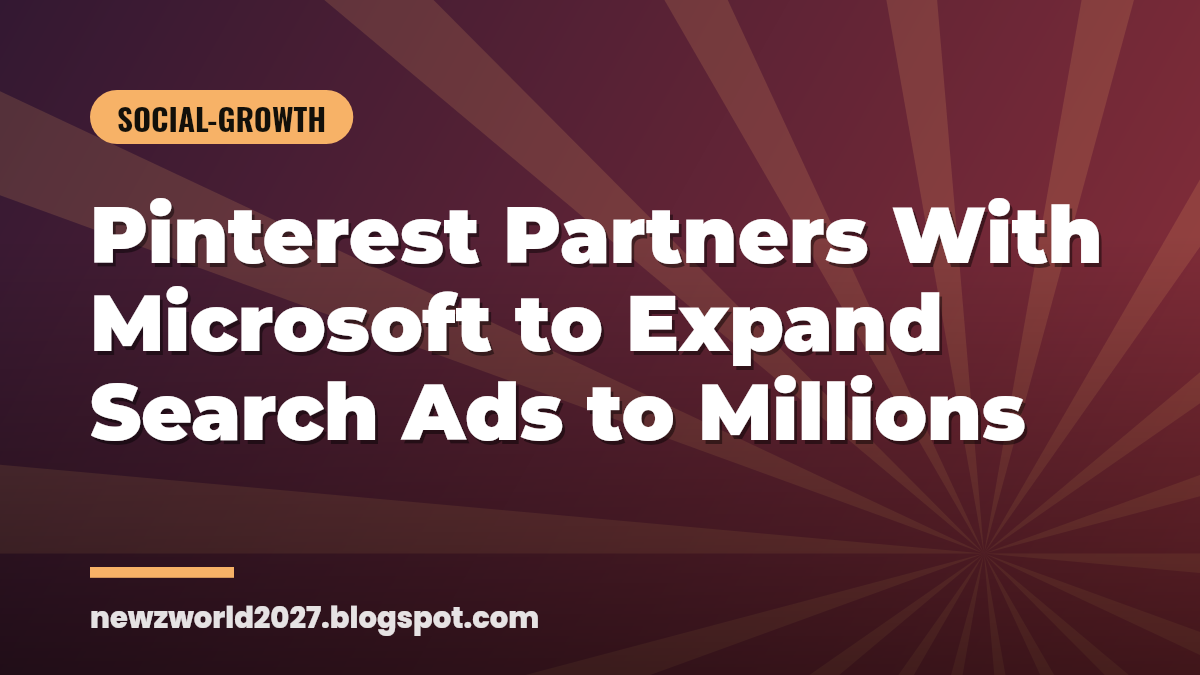 SOCIAL-GROWTH
Pinterest Partners With
Microsoft to Expand
Search Ads to Millions
newzworld2027.blogspot.com